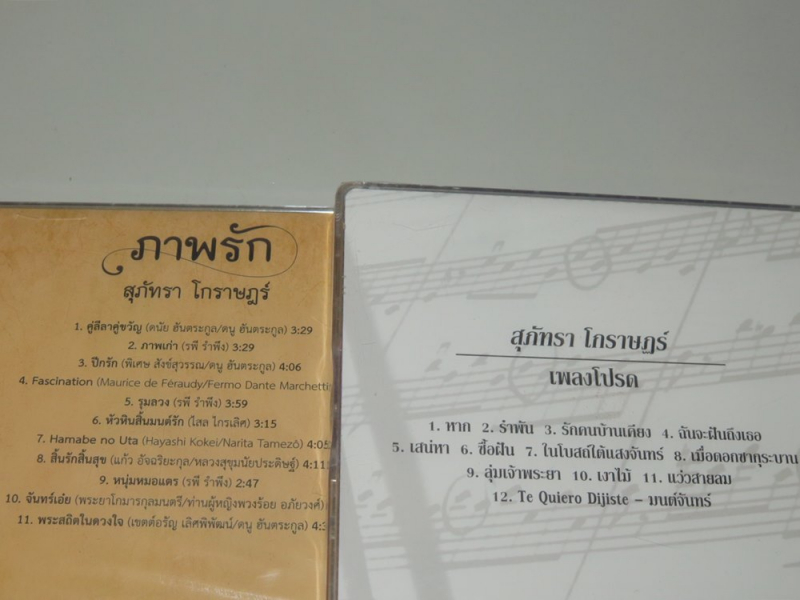 ภาพรัก
สุภัทรา โกราษฎร์
1. คู่ลีลาคู่ขวัญ (ดนัย ฮันตระกูล/ดนู ฮันตระกูล) 3:29
2. ภาพเก่า (รพี รำพึง) 3:29
3. ปีกรัก (พิเศษ สังข์สุวรรณ/ดนู ฮันตระกูล) 4:06
4. Fascination (Maurice de Féraudy/Fermo Dante Marchetti
5. รุมลวง (รพี รำพึง) 3:59
6. หัวหินสิ้นมนต์รัก (ไสล ไกรเลิศ) 3:15
7. Hamabe no Uta (Hayashi Kokei/Narita Tamezō) 4:05
8. สิ้นรักสิ้นสุข (แก้ว อัจฉริยะกุล/หลวงสุขุมนัยประดิษฐ์) 4:11
9. หนุ่มหมอแตร (รพี รำพึง) 2:47
10. จันทร์เอ๋ย (พระยาโกมารกุลมนตรี/ท่านผู้หญิงพวงร้อย อภัยวงศ์)
11. พระสถิตในดวงใจ (เชตต์อรัญ เลิศพิพัฒน์/ดนู ฮันตระกูล) 4:3
สุภัทรา โกราษฎร์
เพลงโปรด
1. หาก 2. รำพัน 3. รักคนบ้านเคียง 4. ฉันจะฝันถึงเธอ
5. เสน่หา 6. ซื้อฝัน 7. ในโบสถ์ใต้แสงจันทร์ 8. เมื่อดอกซากุระบาน
9. ลุ่มเจ้าพระยา 10. เงาไม้ 11. แว่วสายลม
12. Te Quiero Dijiste – มนต์จันทร์